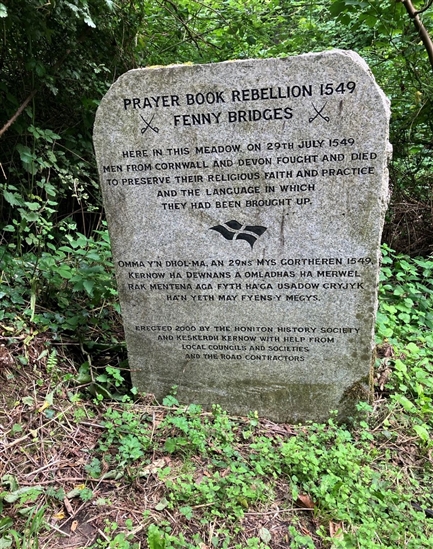 PRAYER BOOK REBELLION 1549
FENNY BRIDGES
HERE IN THIS MEADOW, ON 29TH JULY 1549
MEN FROM CORNWALL AND DEVON FOUGHT AND DIED
TO PRESERVE THEIR RELIGIOUS FAITH AND PRACTICE
AND THE LANGUAGE IN WHICH
THEY HAD BEEN BROUGHT UP.
OMMA Y'N DHOL-MA, AN 29NS MYS GORTHEREN 1549,
KERNOW HA DEWNANS A OMLADHAS HA MERWEL
RAK MENTENA AGA FYTH HA'GA USADOW CRYJYK
HA'N YETH MAY FYENS Y MEGYS.
ERECTED 2000 BY THE HONITON HISTORY SOCIETY
AND KESKERDH KERNOW WITH HELP FROM
LOCAL COUNCILS AND SOCIETIES,
AND THE ROAD CONTRACTORS